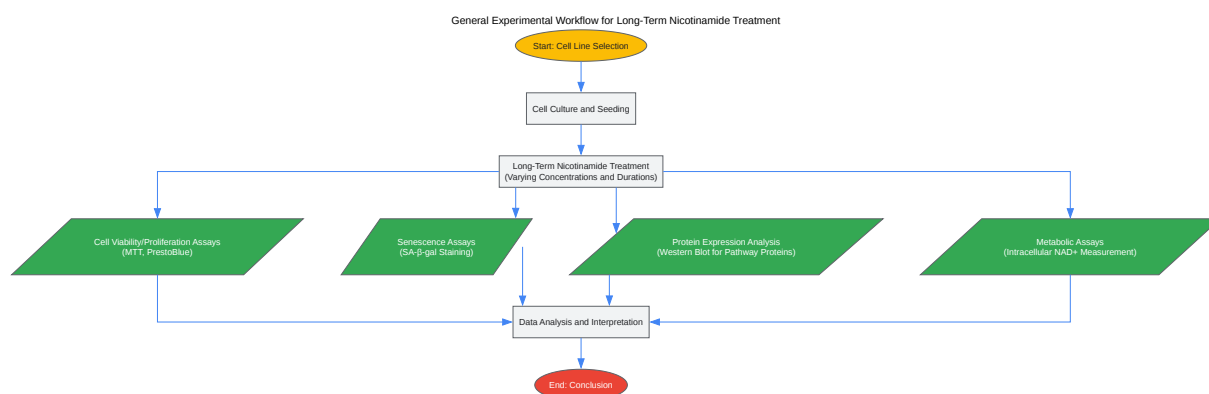 General Experimental Workflow for Long-Term Nicotinamide Treatment
Start: Cell Line Selection
Cell Culture and Seeding
Long-Term Nicotinamide Treatment
(Varying Concentrations and Durations)
Cell Viability/Proliferation Assays
(MTT, PrestoBlue)
Senescence Assays
(SA-β-gal Staining)
Protein Expression Analysis
(Western Blot for Pathway Proteins)
Metabolic Assays
(Intracellular NAD+ Measurement)
Data Analysis and Interpretation
End: Conclusion